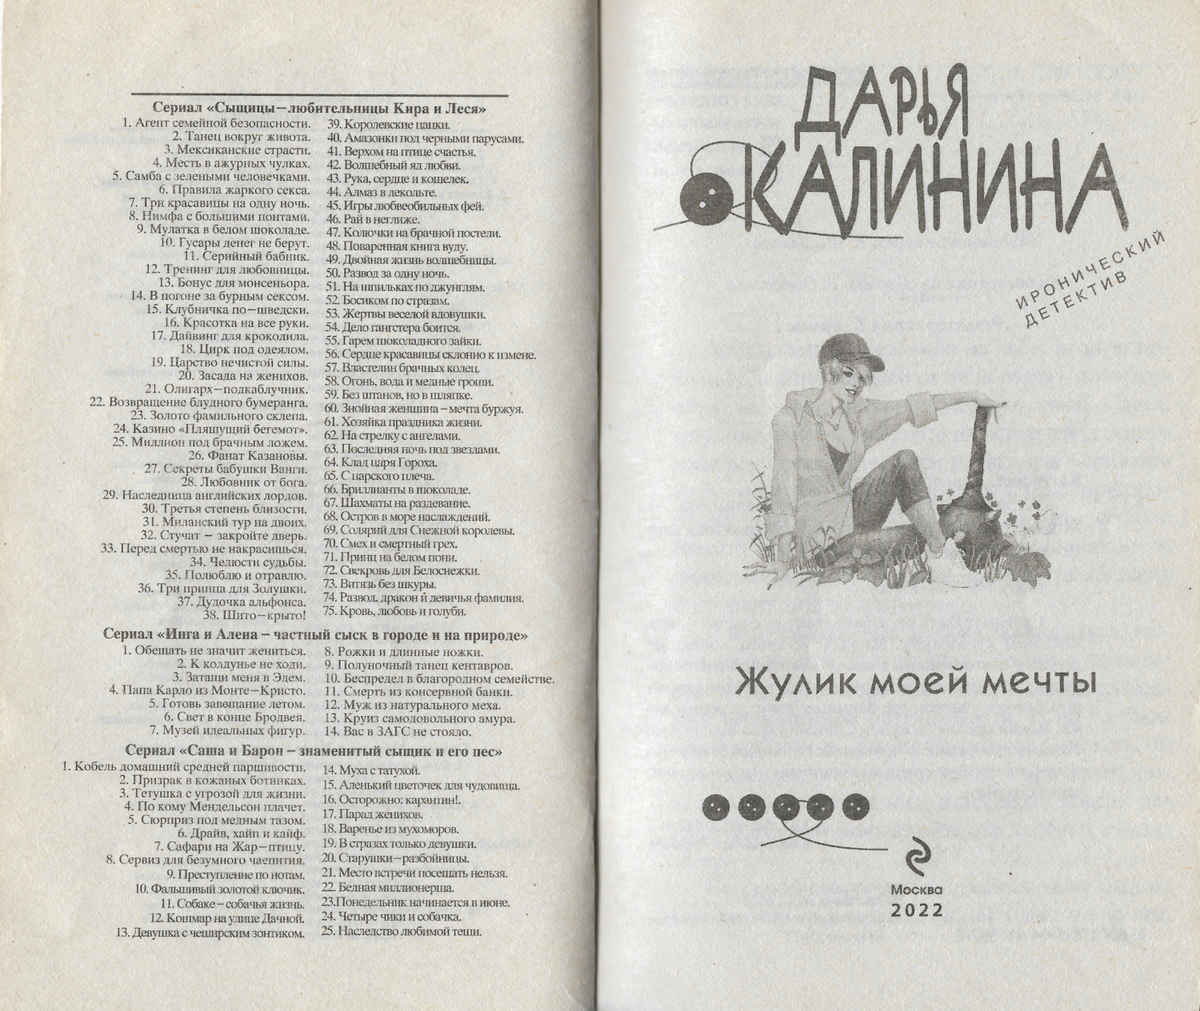 Сериал «Сыщицы–любительницы Кира и Леся»
1. Агент семейной безопасности.
2. Танец вокруг живота.
3. Мексиканские страсти.
4. Месть в ажурных чулках.
5. Самба с зелеными человечками.
6. Правила жаркого секса.
7. Три красавицы на одну ночь.
8. Нимфа с большими понтами.
9. Мулатка в белом шоколаде.
10. Гусары денег не берут.
11. Серийный бабник.
12. Тренинг для любовницы.
13. Бонус для монсеньора.
14. В погоне за бурным сексом.
15. Клубничка по–шведски.
16. Красотка на все руки.
17. Дайвинг для крокодила.
18. Цирк под одеялом.
19. Царство нечистой силы.
20. Засада на женихов.
21. Олигарх–подкаблучник.
22. Возвращение блудного бумеранга.
23. Золото фамильного склепа.
24. Казино «Пляшущий бегемот».
25. Миллион под брачным ложем.
26. Фанат Казановы.
27. Секреты бабушки Ванги.
28. Любовник от бога.
29. Наследница английских лордов.
30. Третья степень близости.
31. Миланский тур на двоих.
32. Стучат – закройте дверь.
33. Перед смертью не накрасишься.
34. Челюсти судьбы.
35. Полюблю и отравлю.
36. Три принца для Золушки.
37. Дудочка альфонса.
38. Шито–крыто!
39. Королевские цацки.
40. Амазонки под черными парусами.
41. Верхом на птице счастья.
42. Волшебный яд любви.
43. Рука, сердце и кошелек.
44. Алмаз в декольте.
45. Игры любвеобильных фей.
46. Рай в неглиже.
47. Колючки на брачной постели.
48. Поваренная книга вуду.
49. Двойная жизнь волшебницы.
50. Развод за одну ночь.
51. На шпильках по джунглям.
52. Босиком по стразам.
53. Жертвы веселой вдовушки.
54. Дело гангстера боится.
55. Гарем шоколадного зайки.
56. Сердце красавицы склонно к измене.
57. Властелин брачных колец.
58. Огонь, вода и медные гроши.
59. Без штанов, но в шляпке.
60. Знойная женщина – мечта буржуя.
61. Хозяйка праздника жизни.
62. На стрелку с ангелами.
63. Последняя ночь под звездами.
64. Клад царя Гороха.
65. С царского плеча.
66. Бриллианты в шоколаде.
67. Шахматы на раздевание.
68. Остров в море наслаждений.
69. Солярий для Снежной королевы.
70. Смех и смертный грех.
71. Принц на белом пони.
72. Свекровь для Белоснежки.
73. Витязь без шкуры.
74. Развод, дракон и девичья фамилия.
75. Кровь, любовь и голуби.
Сериал «Инга и Алена – частный сыск в городе и на природе»
1. Обещать не значит жениться.
2. К колдунье не ходи.
3. Затащи меня в Эдем.
4. Папа Карло из Монте–Кристо.
5. Готовь завещание летом.
6. Свет в конце Бродвея.
7. Музей идеальных фигур.
8. Рожки и длинные ножки.
9. Полуночный танец кентавров.
10. Беспредел в благородном семействе.
11. Смерть из консервной банки.
12. Муж из натурального меха.
13. Круиз самодовольного амура.
14. Вас в ЗАГС не стояло.
Сериал «Саша и Барон – знаменитый сыщик и его пес»
1. Кобель домашний средней паршивости.
2. Призрак в кожаных ботинках.
3. Тетушка с угрозой для жизни.
4. По кому Мендельсон плачет.
5. Сюрприз под медным тазом.
6. Драйв, хайп и кайф.
7. Сафари на Жар–птицу.
8. Сервиз для безумного чаепития.
9. Преступление по нотам.
10. Фальшивый золотой ключик.
11. Собаке – собачья жизнь.
12. Кошмар на улице Дачной.
13. Девушка с чеширским зонтиком.
14. Муха с татухой.
15. Аленький цветочек для чудовища.
16. Осторожно: карантин!.
17. Парад женихов.
18. Варенье из мухоморов.
19. В стразах только девушки.
20. Старушки–разбойницы.
21. Место встречи посещать нельзя.
22. Бедная миллионерша.
23.Понедельник начинается в июне.
24. Четыре чики и собачка.
25. Наследство любимой тещи.
ДАРЬЯ
КАЛИНИНА
ИРОНИЧЕСКИЙ
ДЕТЕКТИВ
Жулик моей мечты
Москва
2022